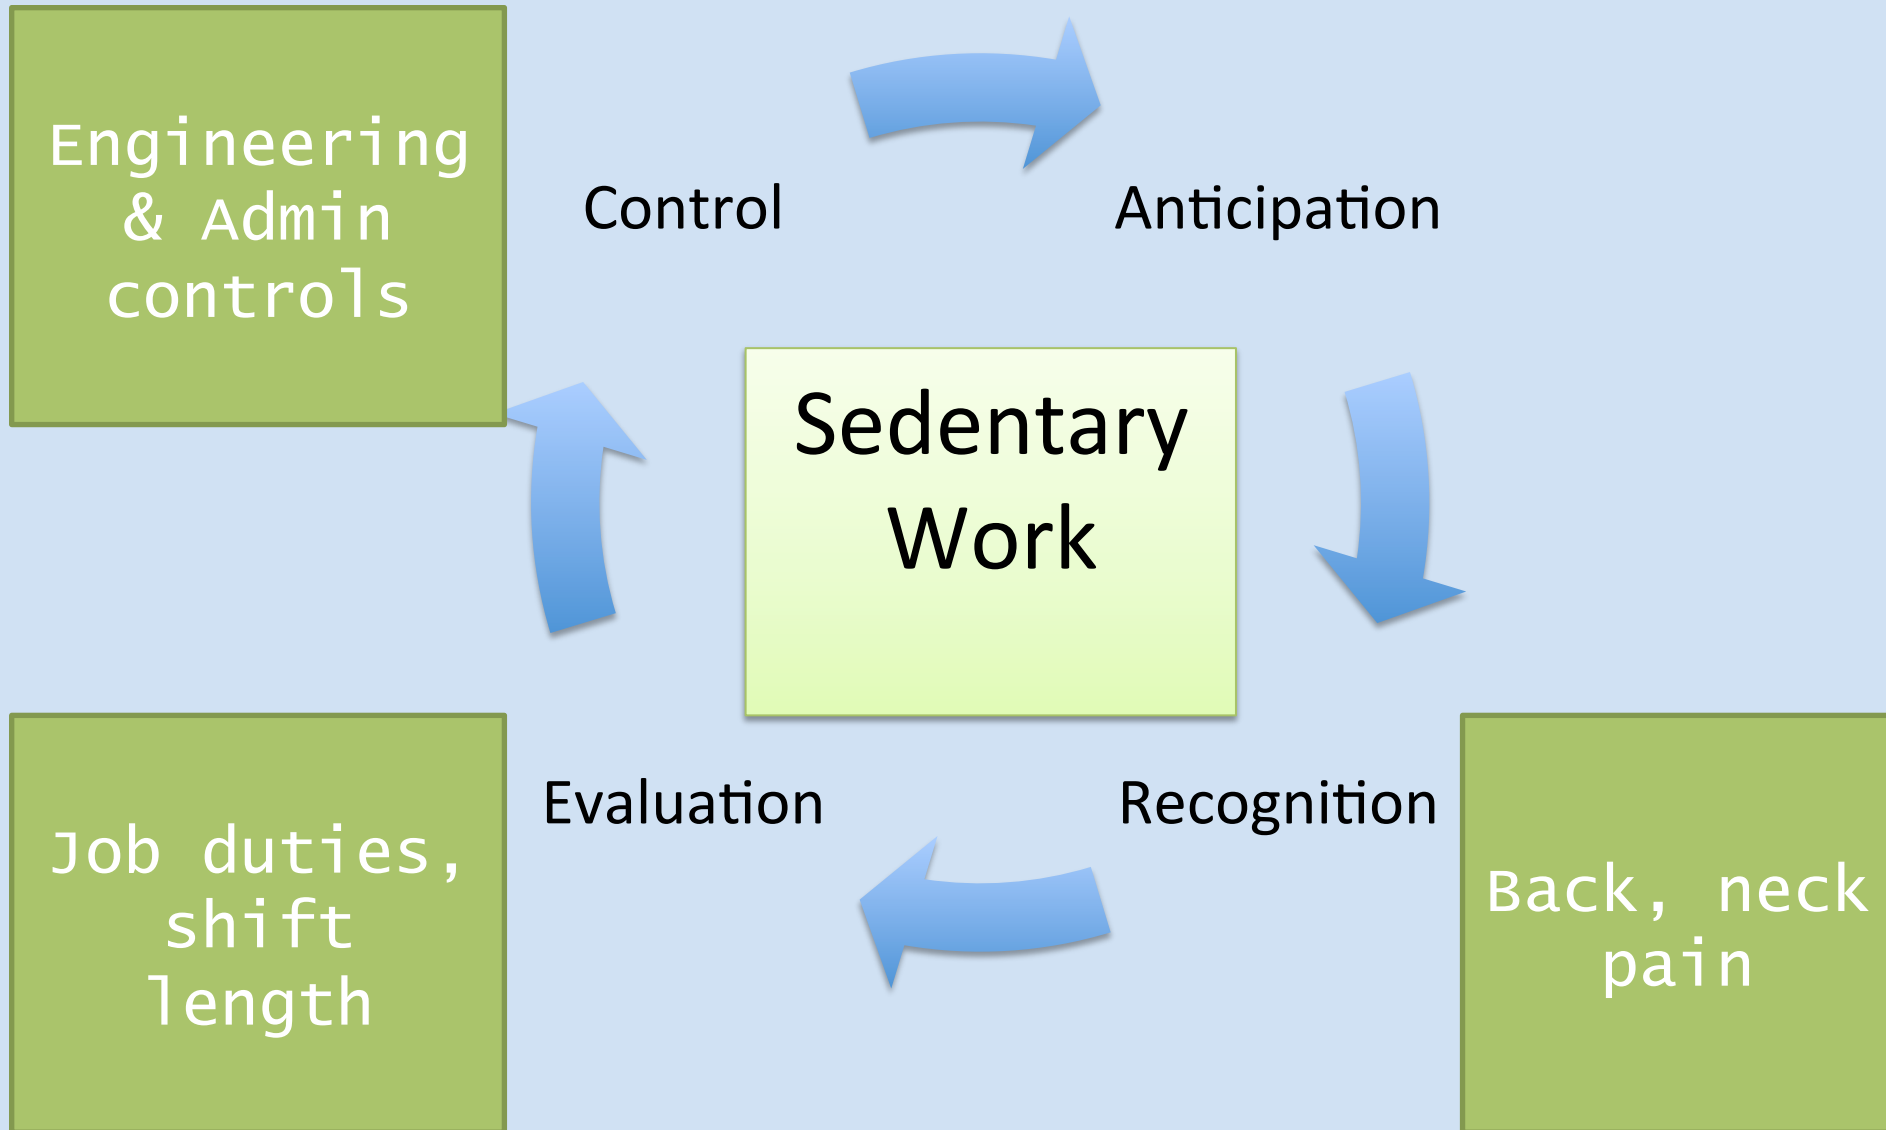 Engineering
& Admin
controls
Control
Anticipation
Sedentary
Work
Evaluation
Recognition
Job duties,
shift
length
Back, neck
pain